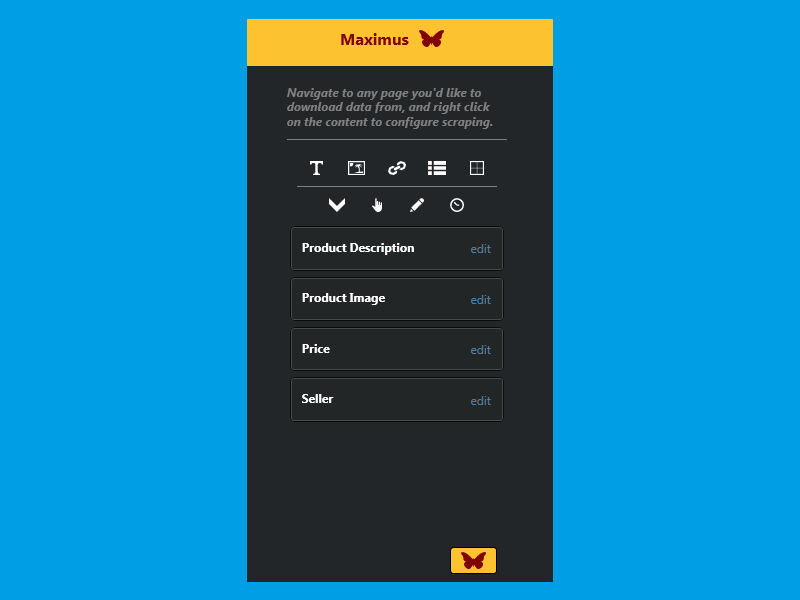 Maximus
Navigate to any page you'd like to
download data from, and right click
on the content to configure scraping.
Product Description edit
Product Image edit
Price edit
Seller edit